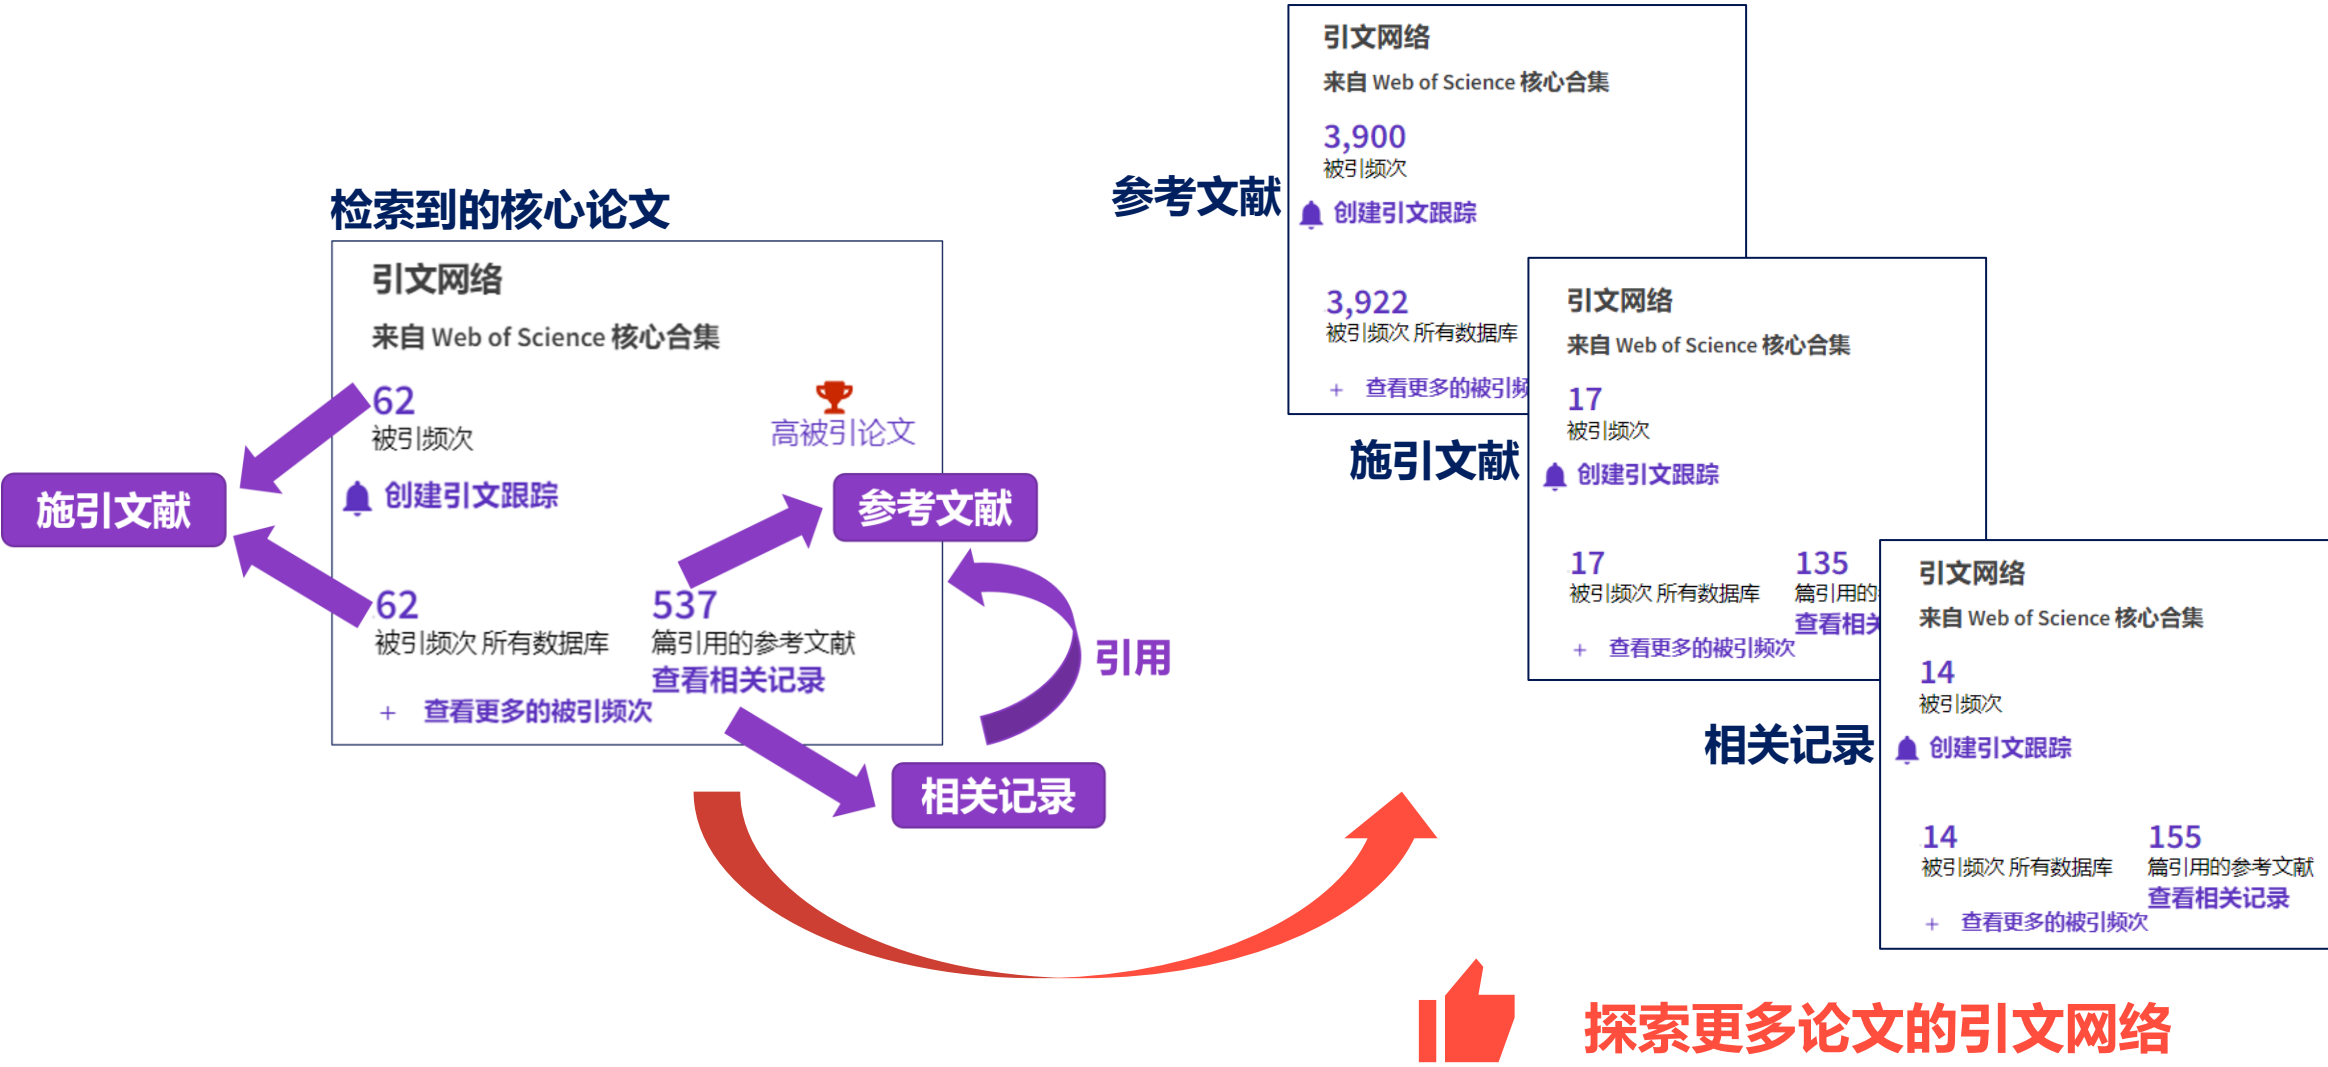 检索到的核心论文
引文网络
来自 Web of Science 核心合集
62
被引频次
高被引论文
创建引文跟踪
62
被引频次 所有数据库
537
篇引用的参考文献
查看相关记录
+ 查看更多的被引频次
施引文献
参考文献
引用
相关记录
参考文献
引文网络
来自 Web of Science 核心合集
3,900
被引频次
创建引文跟踪
3,922
被引频次 所有数据库
+ 查看更多的被引频
施引文献
引文网络
来自 Web of Science 核心合集
17
被引频次
创建引文跟踪
17
被引频次 所有数据库
135
篇引用的
查看相关
+ 查看更多的被引频次
相关记录
引文网络
来自 Web of Science 核心合集
14
被引频次
创建引文跟踪
14
被引频次 所有数据库
155
篇引用的参考文献
查看相关记录
+ 查看更多的被引频次
探索更多论文的引文网络